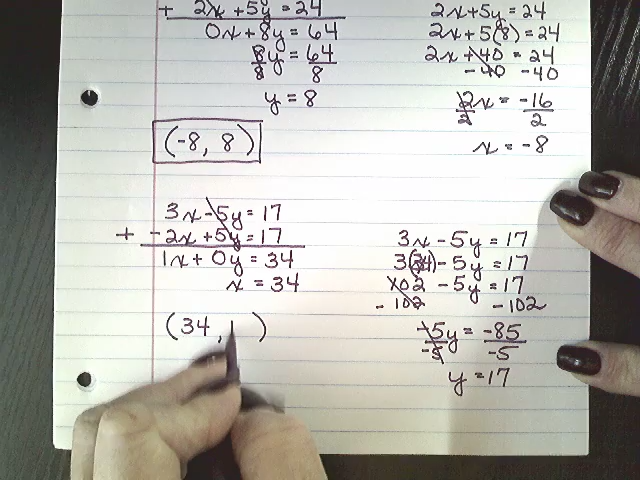 + 2x + 5y = 24
0x + 8y = 64
8y = 64
8 8
y = 8
(-8, 8)
2x + 5y = 24
2x + 5(8) = 24
2x + 40 = 24
- 40 - 40
2x = -16
2 2
x = -8
3x - 5y = 17
+ -2x + 5y = 17
1x + 0y = 34
x = 34
(34, 1 )
3x - 5y = 17
3(34) - 5y = 17
102 - 5y = 17
- 102 - 102
-5y = -85
-5 -5
y = 17